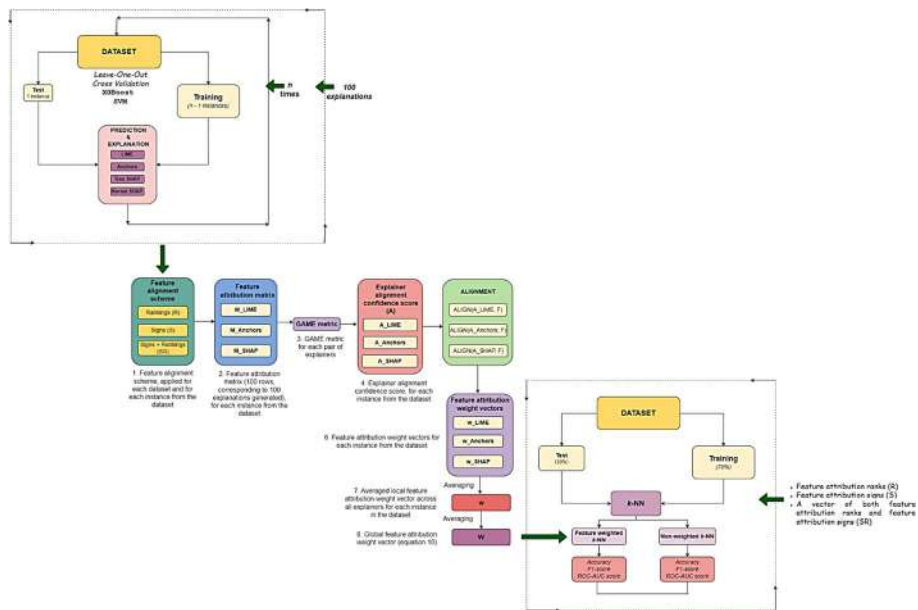 DATASET
Leave-One-Out
Cross Validation
XGBoost
SVM
Test
1 instance
Training
(n - 1 instances)
n
times
100
explanations
PREDICTION
&
EXPLANATION
LIME
Anchors
Kernel SHAP
Feature
alignment
scheme
Rankings (R)
Signs (S)
Signs + Rankings
1. Feature alignment
scheme, applied for
each dataset and for
each instance from the
dataset
Feature
attribution matrix
M_LIME
M_Anchors
M_SHAP
2. Feature attribution
matrix (100 rows,
corresponding to 100
explanations generated),
for each instance from the
dataset
GAME metric
3. GAME metric
for each pair of
explainers
Explainer
alignment
confidence score
(A)
A_LIME
A_Anchors
A_SHAP
4. Explainer alignment
confidence score, for each
instance from the dataset
ALIGNMENT
ALIGN(A_LIME, F)
ALIGN(A_Anchors, F)
ALIGN(A_SHAP, F)
Feature attribution
weight vectors
w_LIME
w_Anchors
w_SHAP
6. Feature attribution weight vectors for
each instance from the dataset
Averaging
7. Averaged local feature
attribution weight vector across
all explainers for each instance
in the dataset
w
Averaging
8. Global feature attribution
weight vector (equation 10)
W
DATASET
Test
Training
(70%)
k-NN
Feature weighted
k-NN
Non-weighted k-NN
Accuracy
F1-score
ROC-AUC score
Accuracy
F1-score
ROC-AUC score
Feature attribution ranks (R)
Feature attribution signs (S)
A vector of both feature
attribution ranks and feature
attribution signs (SR)